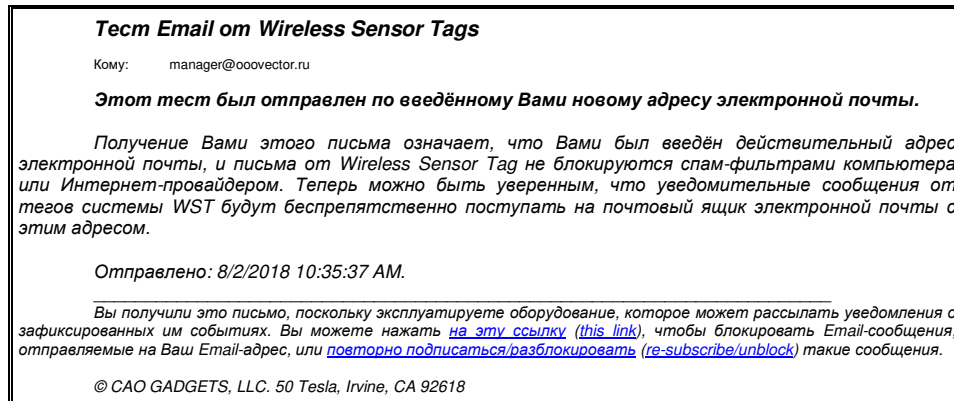 Тест Email от Wireless Sensor Tags
Кому: manager@ooovector.ru
Этот тест был отправлен по введённому Вами новому адресу электронной почты.
Получение Вами этого письма означает, что Вами был введён действительный адрес
электронной почты, и письма от Wireless Sensor Tag не блокируются спам-фильтрами компьютера
или Интернет-провайдером. Теперь можно быть уверенным, что уведомительные сообщения от
тегов системы WST будут беспрепятственно поступать на почтовый ящик электронной почты с
этим адресом.
Отправлено: 8/2/2018 10:35:37 AM.
Вы получили это письмо, поскольку эксплуатируете оборудование, которое может рассылать уведомления о
зафиксированных им событиях. Вы можете нажать на эту ссылку (this link), чтобы блокировать Email-сообщения,
отправляемые на Ваш Email-адрес, или повторно подписаться/разблокировать (re-subscribe/unblock) такие сообщения.
© CAO GADGETS, LLC. 50 Tesla, Irvine, CA 92618